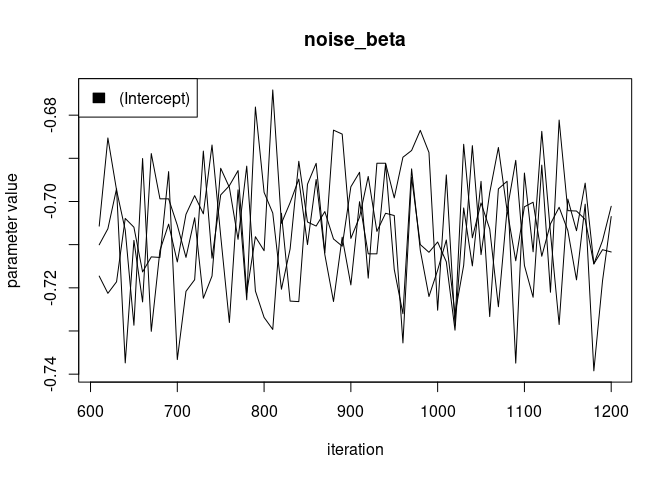 noise_beta
(Intercept)
parameter value
-0.68
-0.70
-0.72
-0.74
600 700 800 900 1000 1100 1200
iteration